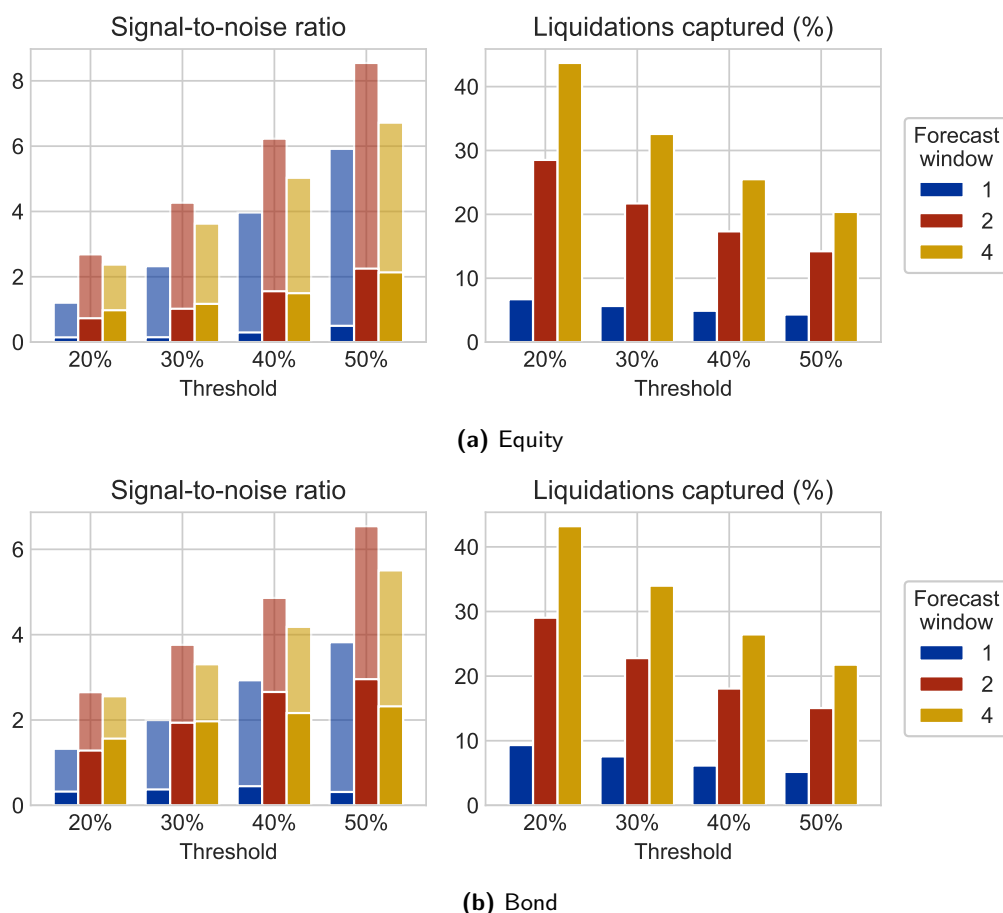 Signal-to-noise ratio
8
6
4
2
0
20% 30% 40% 50%
Threshold
Liquidations captured (%)
40
30
20
10
0
20% 30% 40% 50%
Threshold
Forecast
window
1
2
4
(a) Equity
Signal-to-noise ratio
6
4
2
0
20% 30% 40% 50%
Threshold
Liquidations captured (%)
40
30
20
10
0
20% 30% 40% 50%
Threshold
Forecast
window
1
2
4
(b) Bond